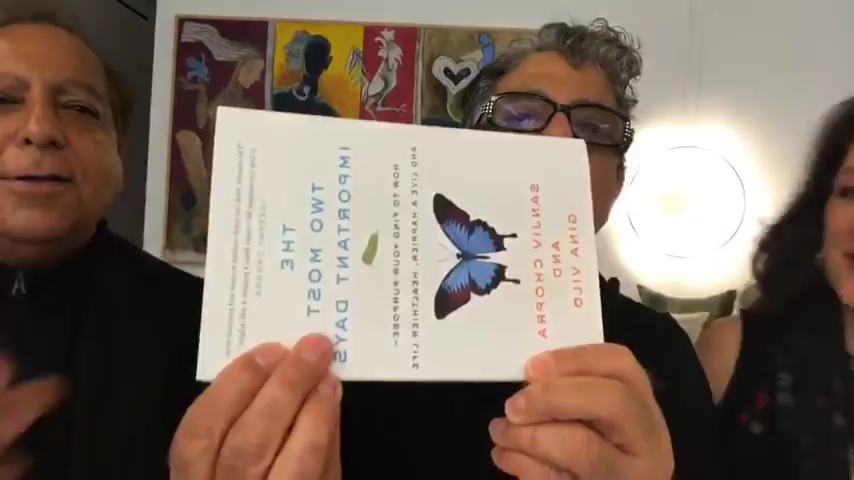 THE
TWO MOST
IMPORTANT DAYS
HOW TO FIND YOUR PURPOSE—
AND LIVE A HAPPIER, HEALTHIER LIFE
SANJIV CHOPRA
AND
GINA VILD